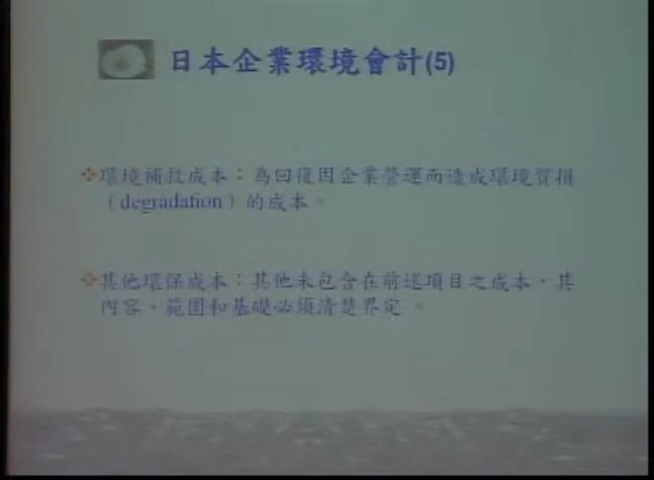 日本企業環境會計(5)
環境補救成本：為回復因企業營運而造成環境質損
（degradation）的成本。
其他環保成本：其他未包含在前述項目之成本，其
內容、範圍和基礎必須清楚界定。